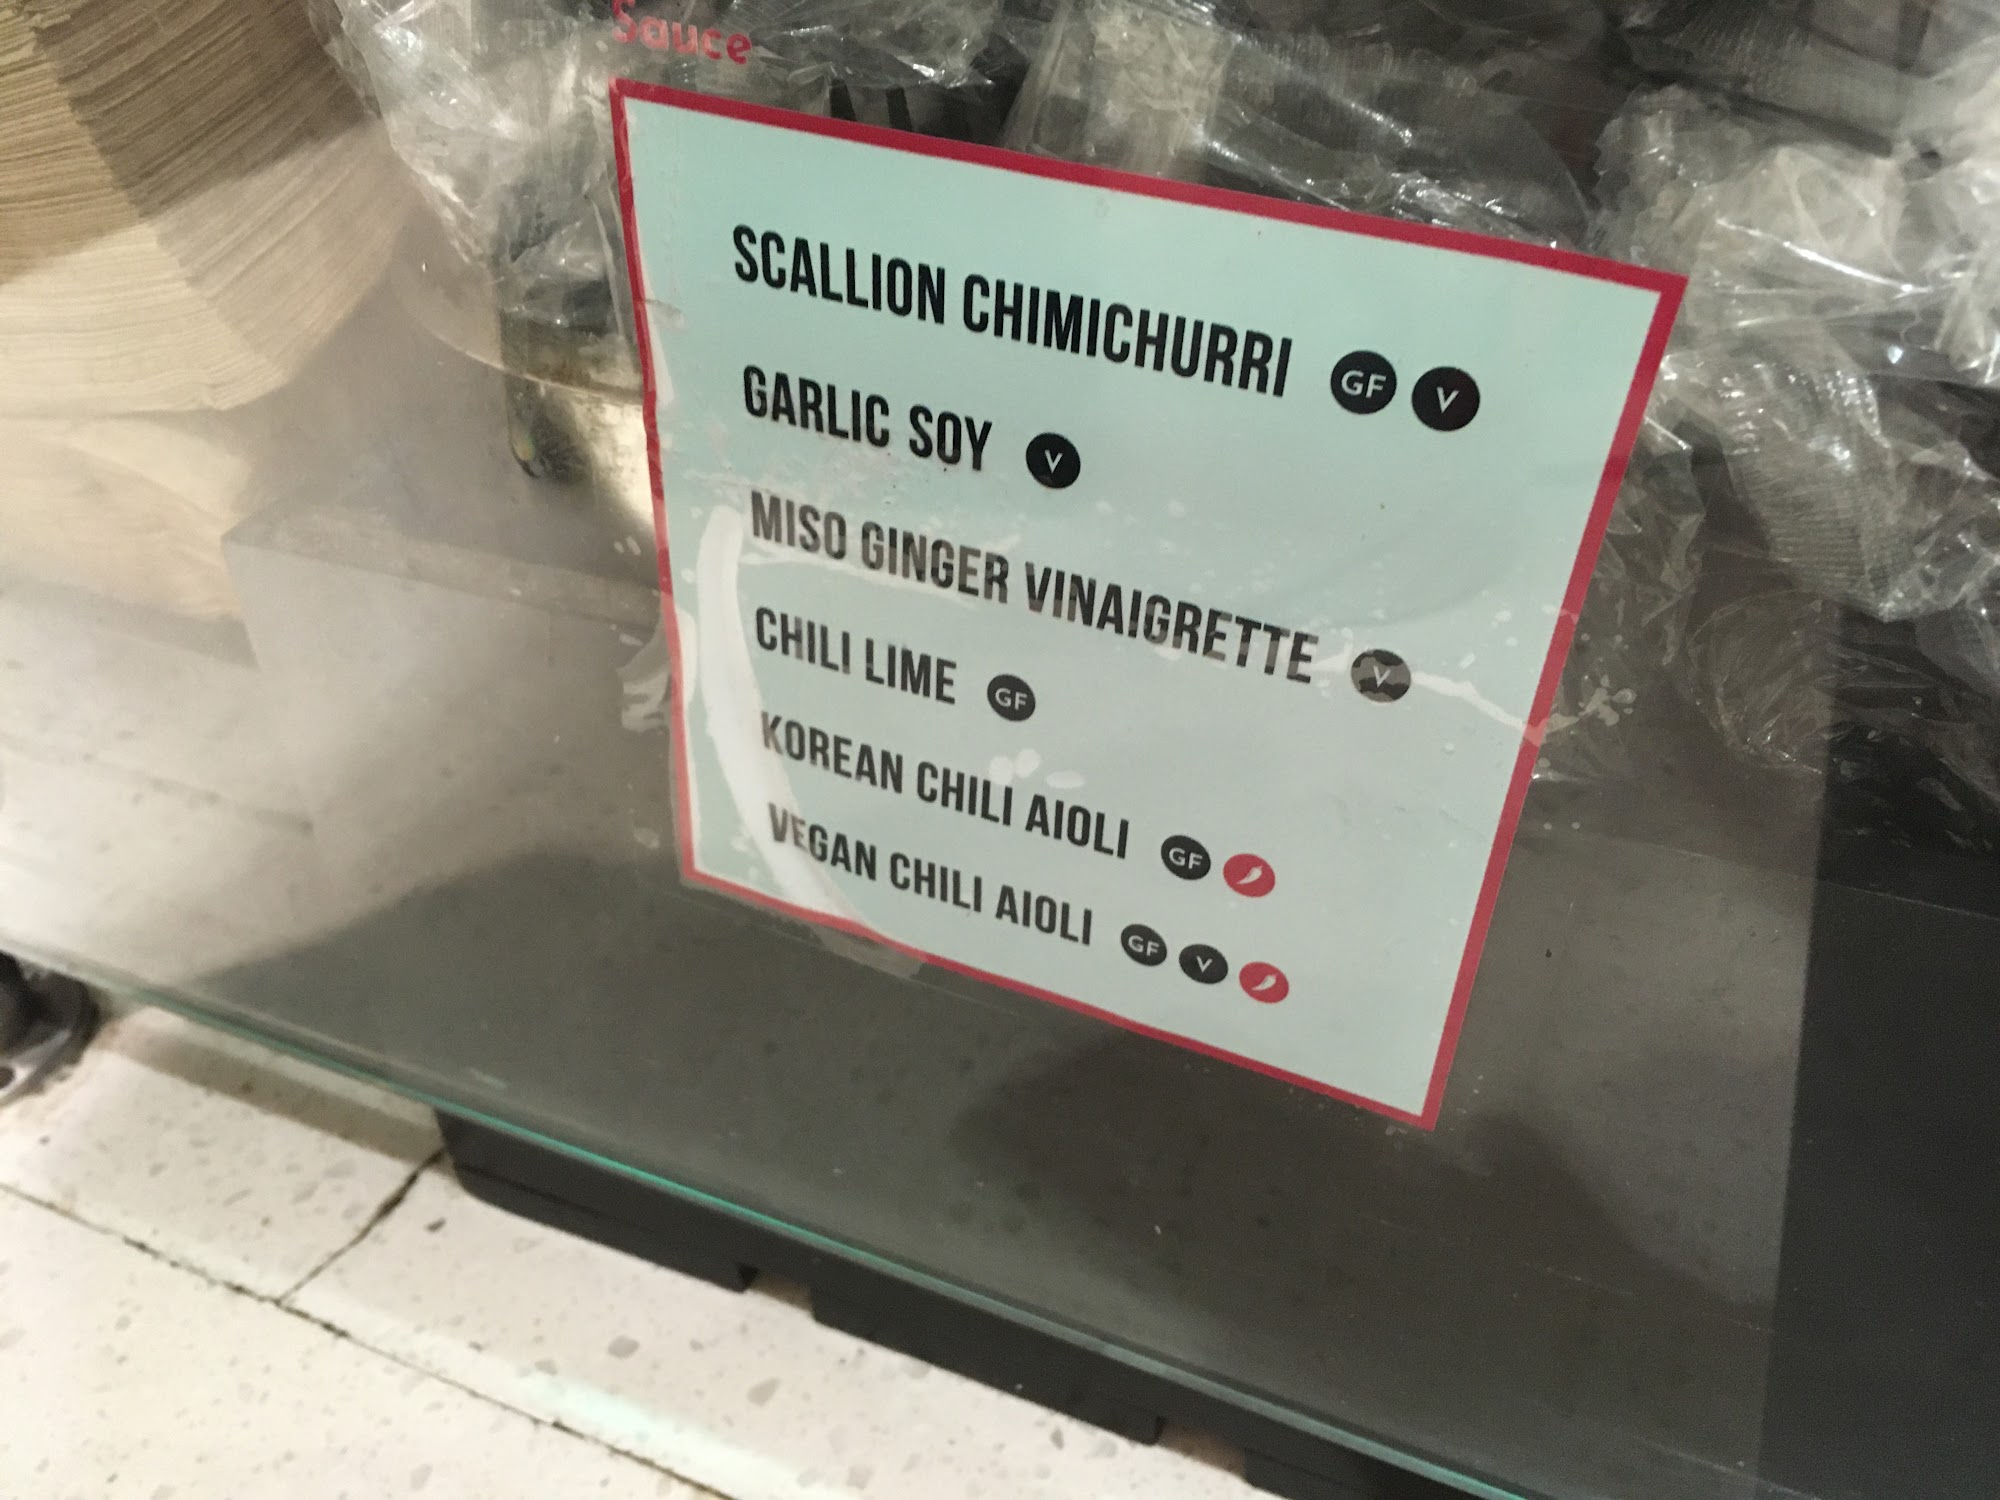 Sauce
SCALLION CHIMICHURRI GF V
GARLIC SOY V
MISO GINGER VINAIGRETTE V
CHILI LIME GF
KOREAN CHILI AIOLI GF
VEGAN CHILI AIOLI GF V